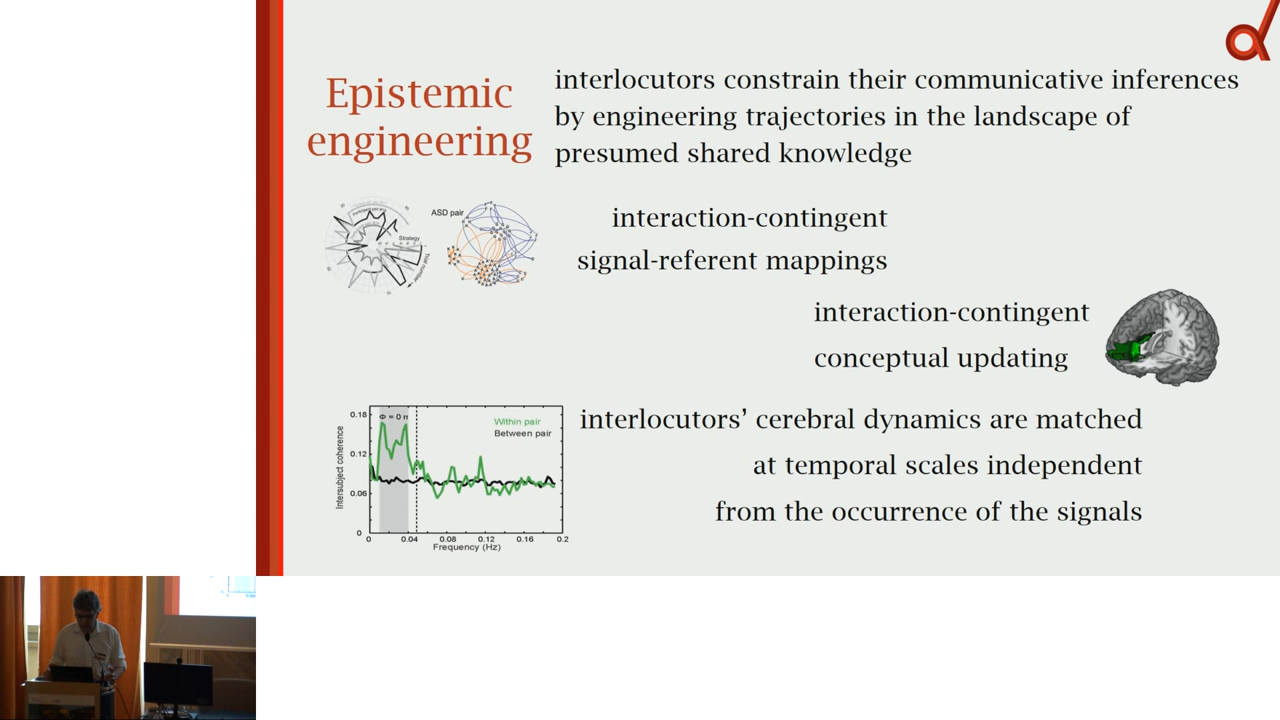 Epistemic
engineering
interlocutors constrain their communicative inferences
by engineering trajectories in the landscape of
presumed shared knowledge
ASD pair
Strategy
Trial number
interaction-contingent
signal-referent mappings
interaction-contingent
conceptual updating
interlocutors' cerebral dynamics are matched
at temporal scales independent
from the occurrence of the signals
Φ = 0 π
Within pair
Between pair
Intersubject coherence
0.18
0.12
0.06
0
0
0.04
0.08
0.12
0.16
0.2
Frequency (Hz)